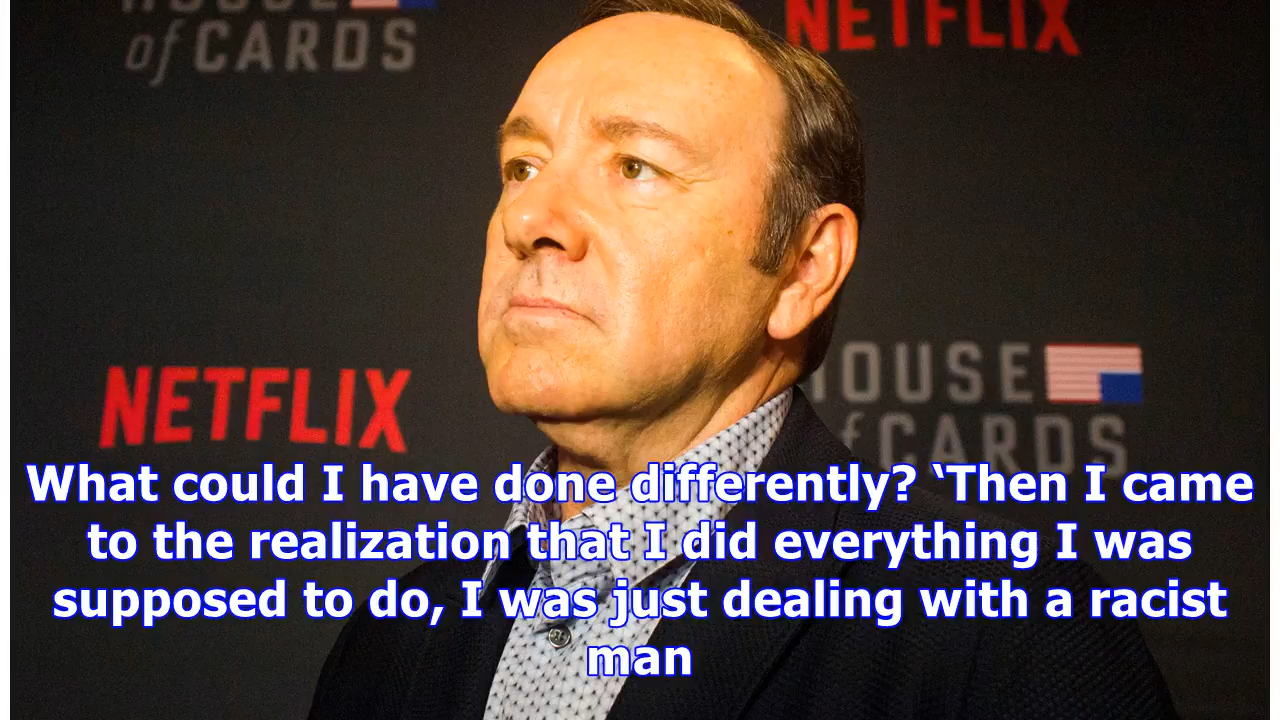 HOUSE
of CARDS
NETFLIX
NETFLIX
HOUSE
of CARDS
What could I have done differently? ‘Then I came
to the realization that I did everything I was
supposed to do, I was just dealing with a racist
man